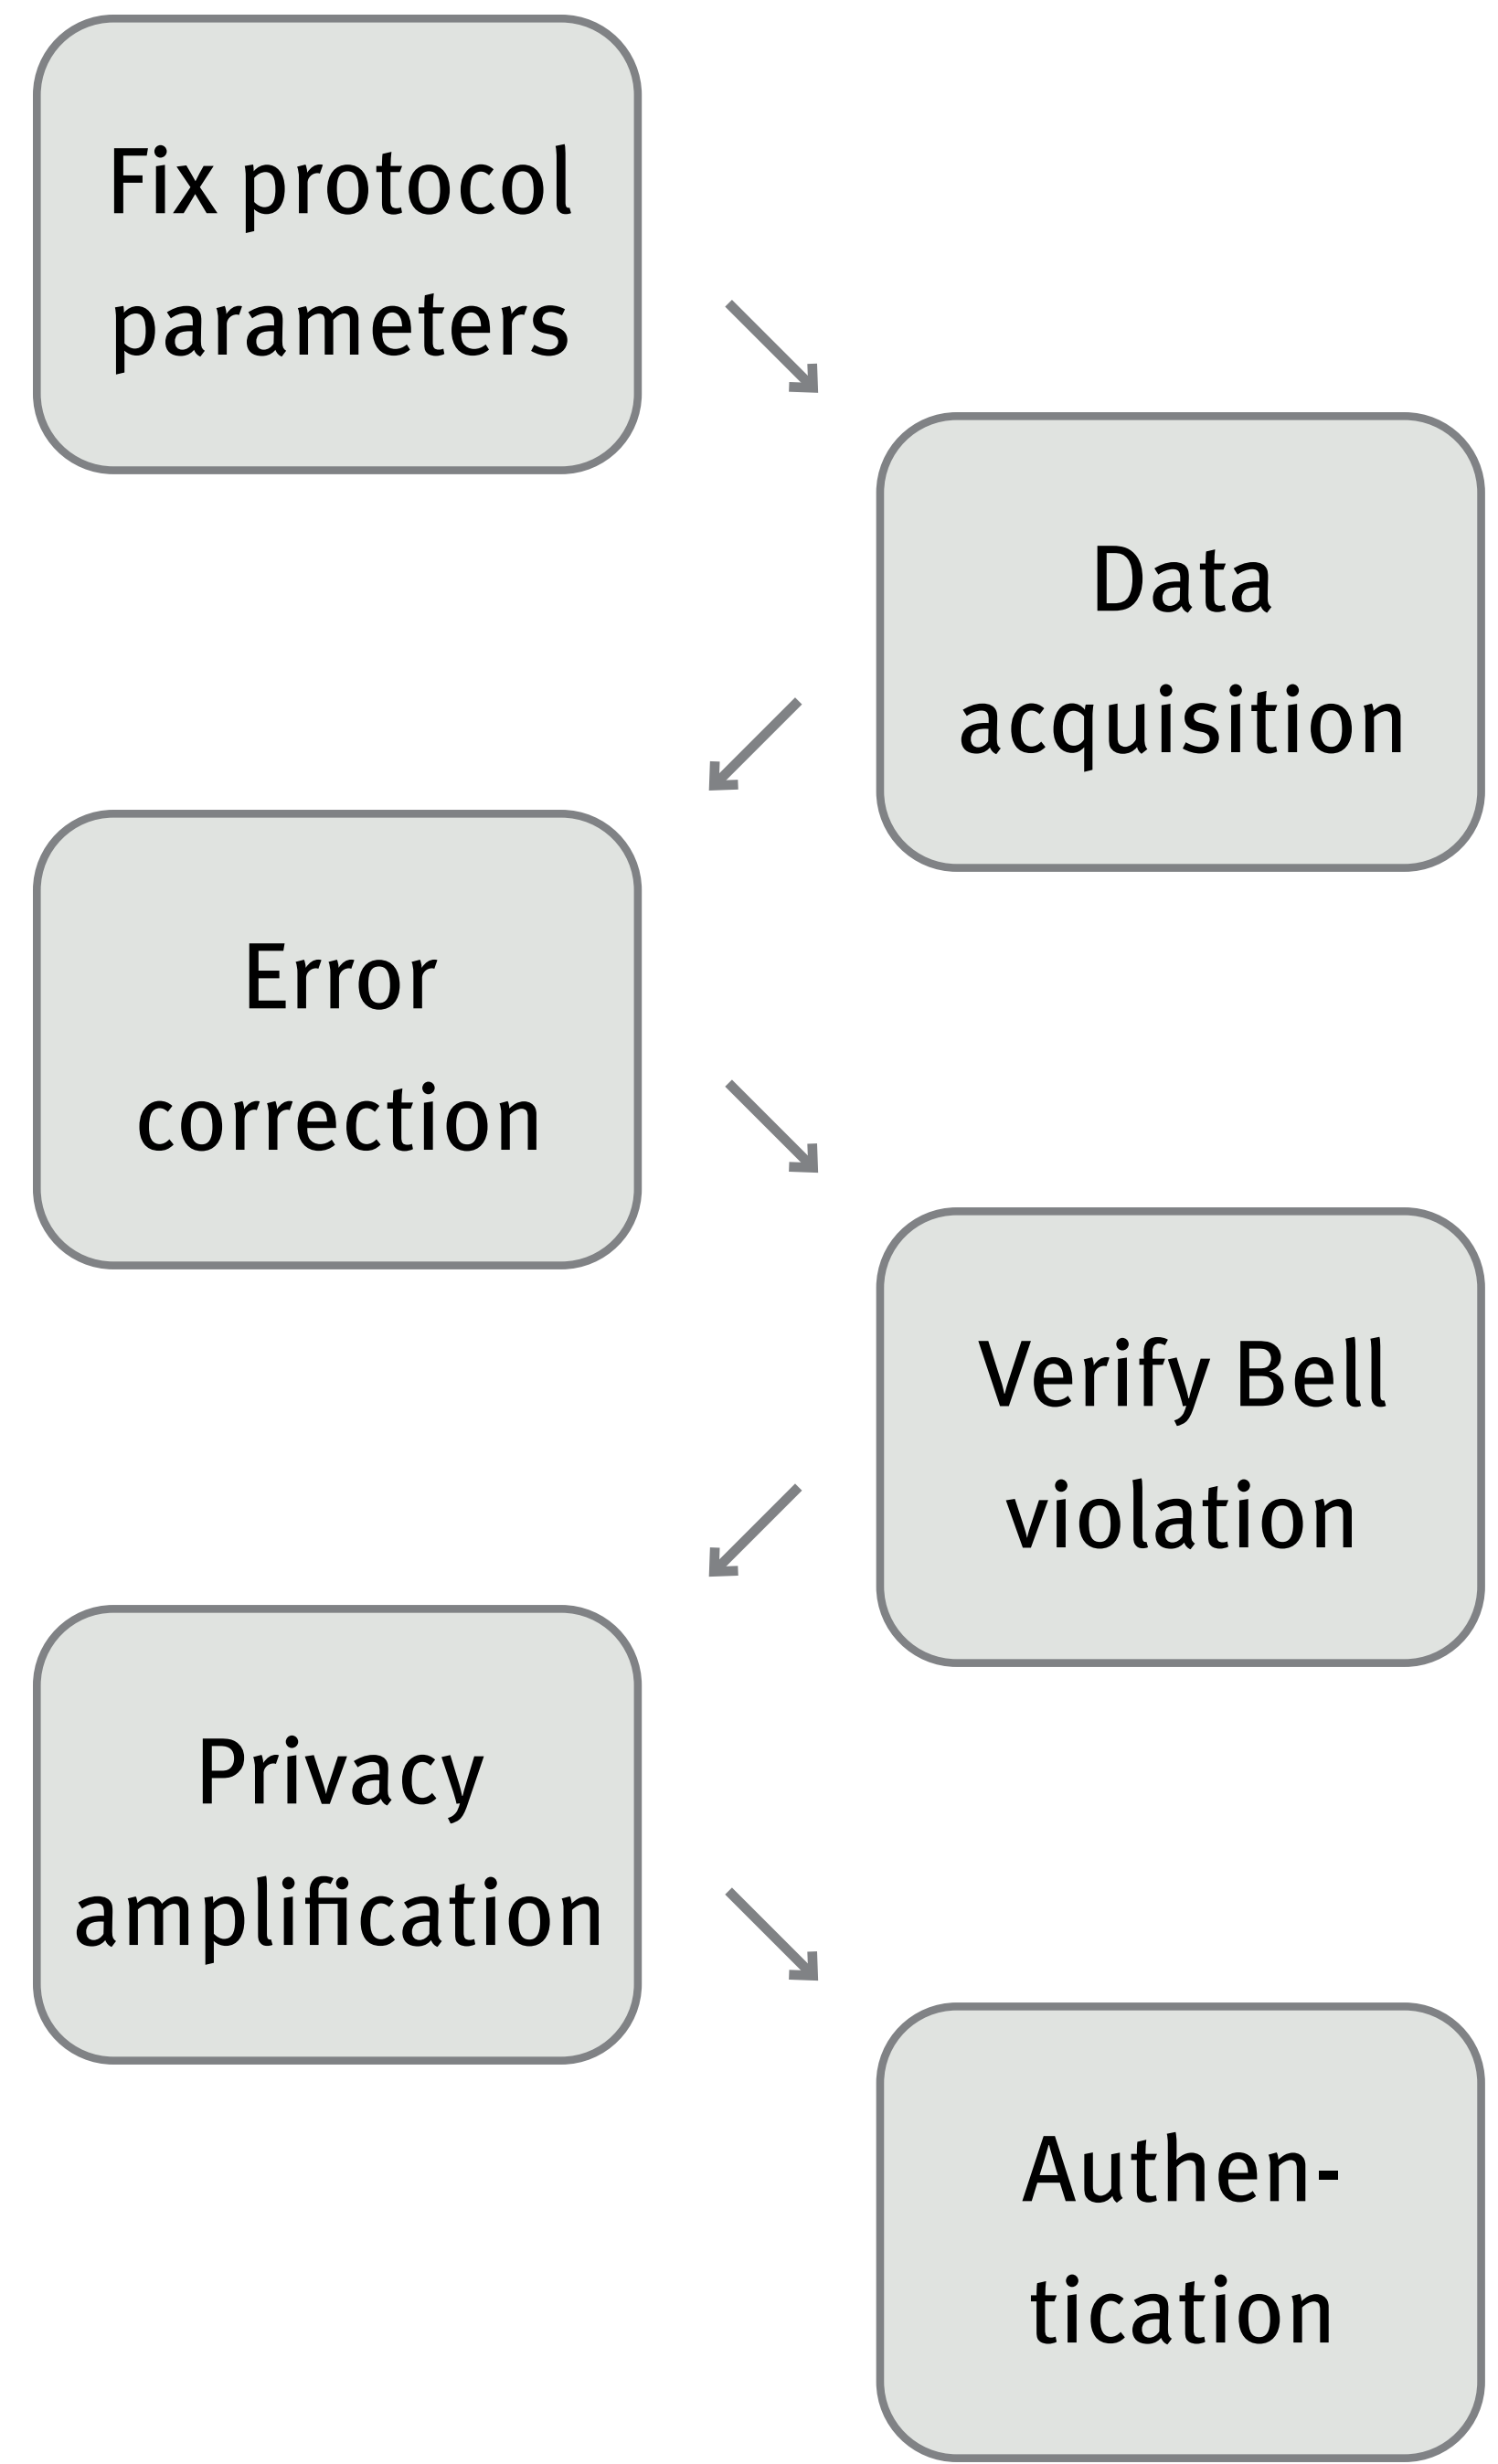 Fix protocol
parameters
Data
acquisition
Error
correction
Verify Bell
violation
Privacy
amplification
Authen-
tication